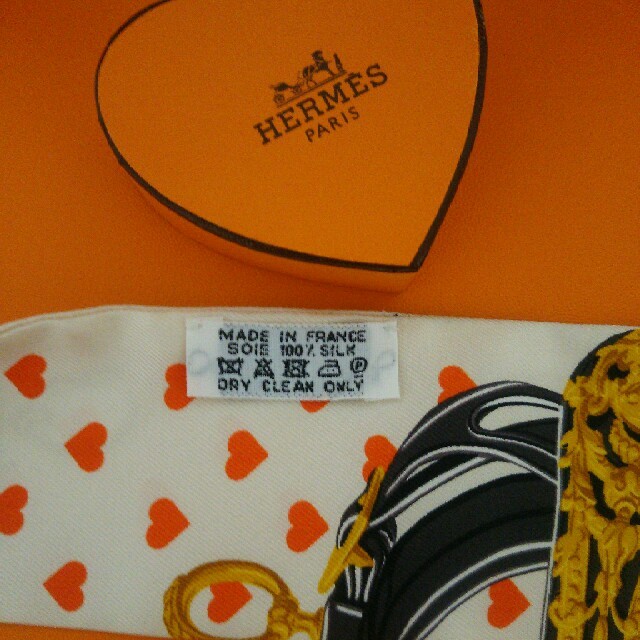 HERMÈS
PARIS
MADE IN FRANCE
SOIE 100% SILK
DRY CLEAN ONLY